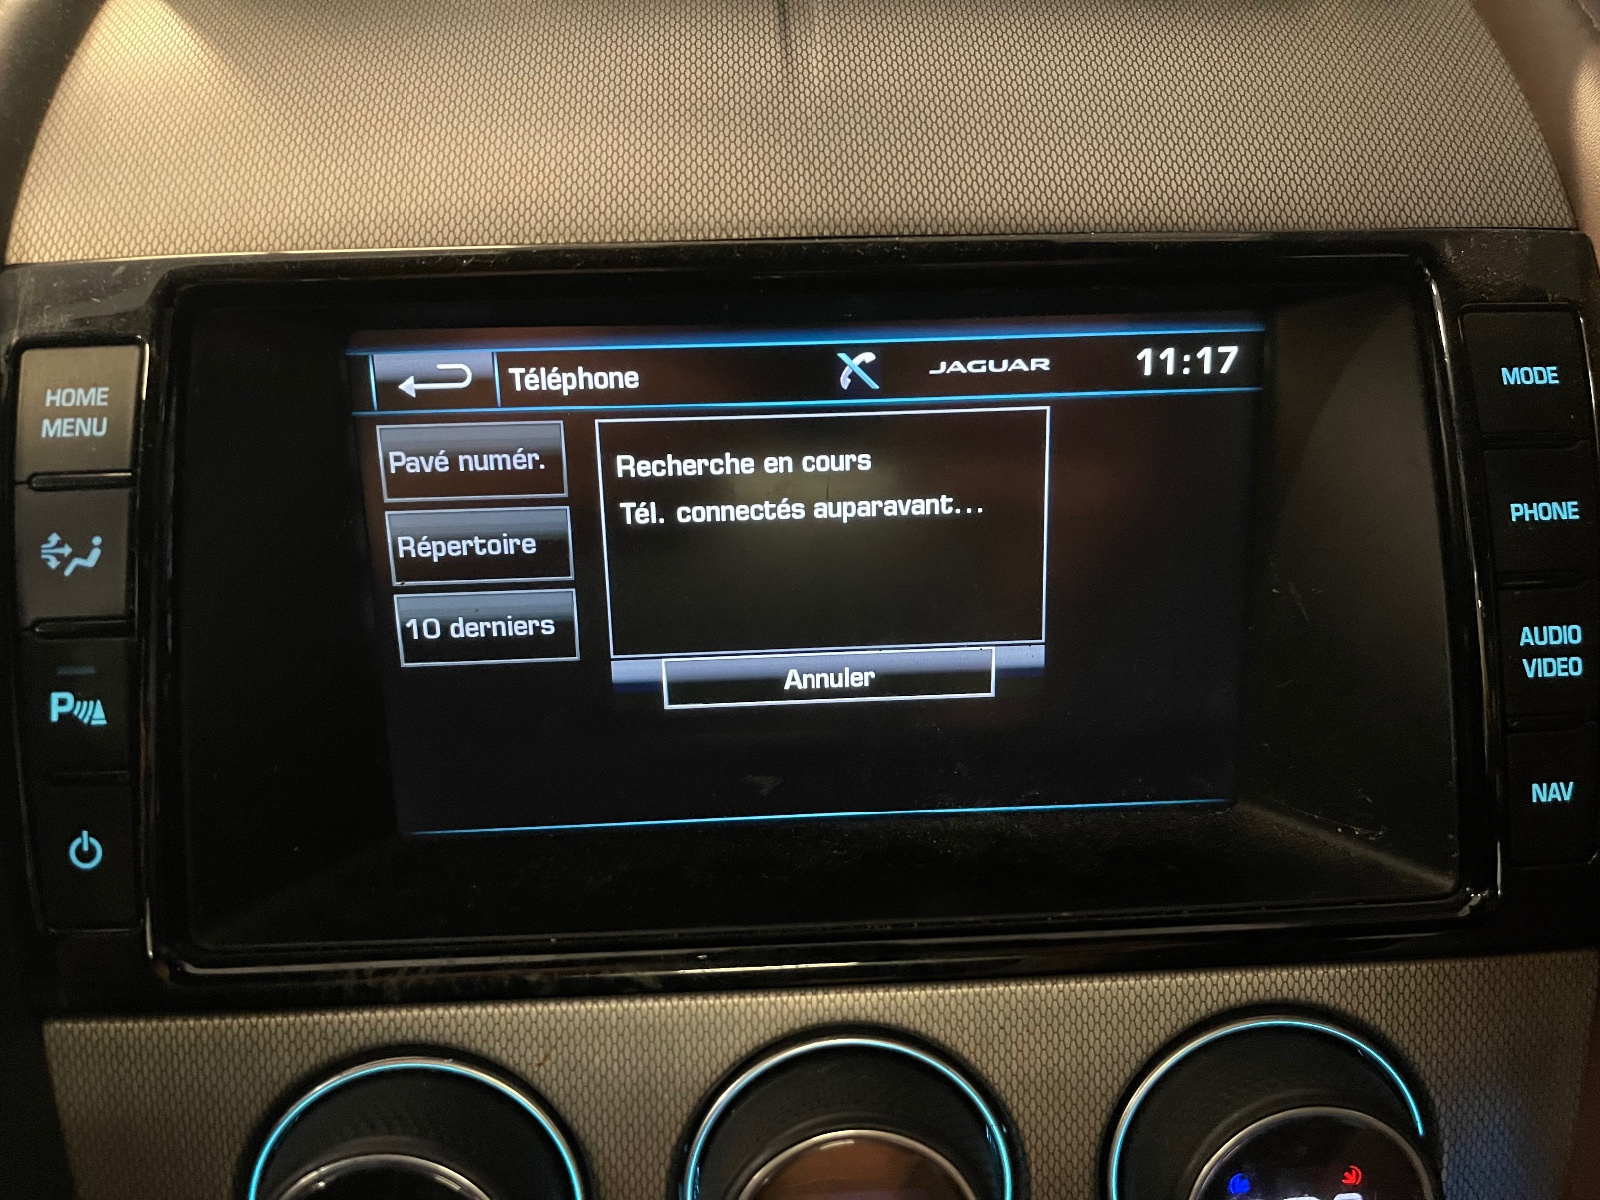 HOME
MENU
Téléphone
JAGUAR
11:17
Pavé numér.
Répertoire
10 derniers
Recherche en cours
Tél. connectés auparavant...
Annuler
P
MODE
PHONE
AUDIO
VIDEO
NAV